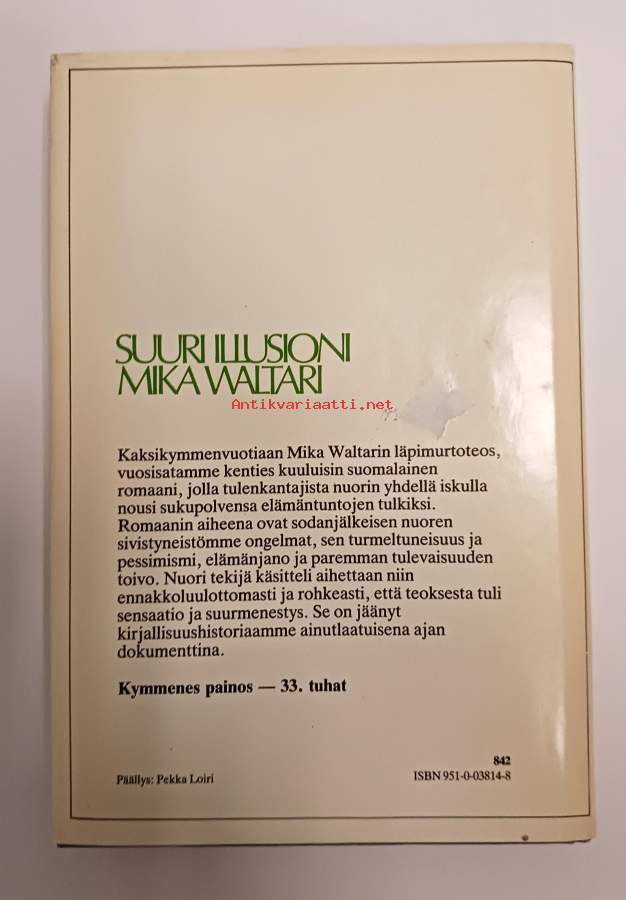 SUURI ILLUSIONI
MIKA WALTARI
Antikvariaatti.net
Kaksikymmenvuotiaan Mika Waltarin läpimurtoteos,
vuosisatamme kenties kuuluisin suomalainen
romaani, jolla tulenkantajista nuorin yhdellä iskulla
nousi sukupolvensa elämäntuntojen tulkiksi.
Romaanin aiheena ovat sodanjälkeisen nuoren
sivistyneistömme ongelmat, sen turmeltuneisuus ja
pessimismi, elämänjano ja paremman tulevaisuuden
toivo. Nuori tekijä käsitteli aihettaan niin
ennakkoluulottomasti ja rohkeasti, että teoksesta tuli
sensaatio ja suurmenestys. Se on jäänyt
kirjallisuushistoriaamme ainutlaatuisena ajan
dokumenttina.
Kymmenes painos — 33. tuhat
842
Päällys: Pekka Loiri
ISBN 951-0-03814-8